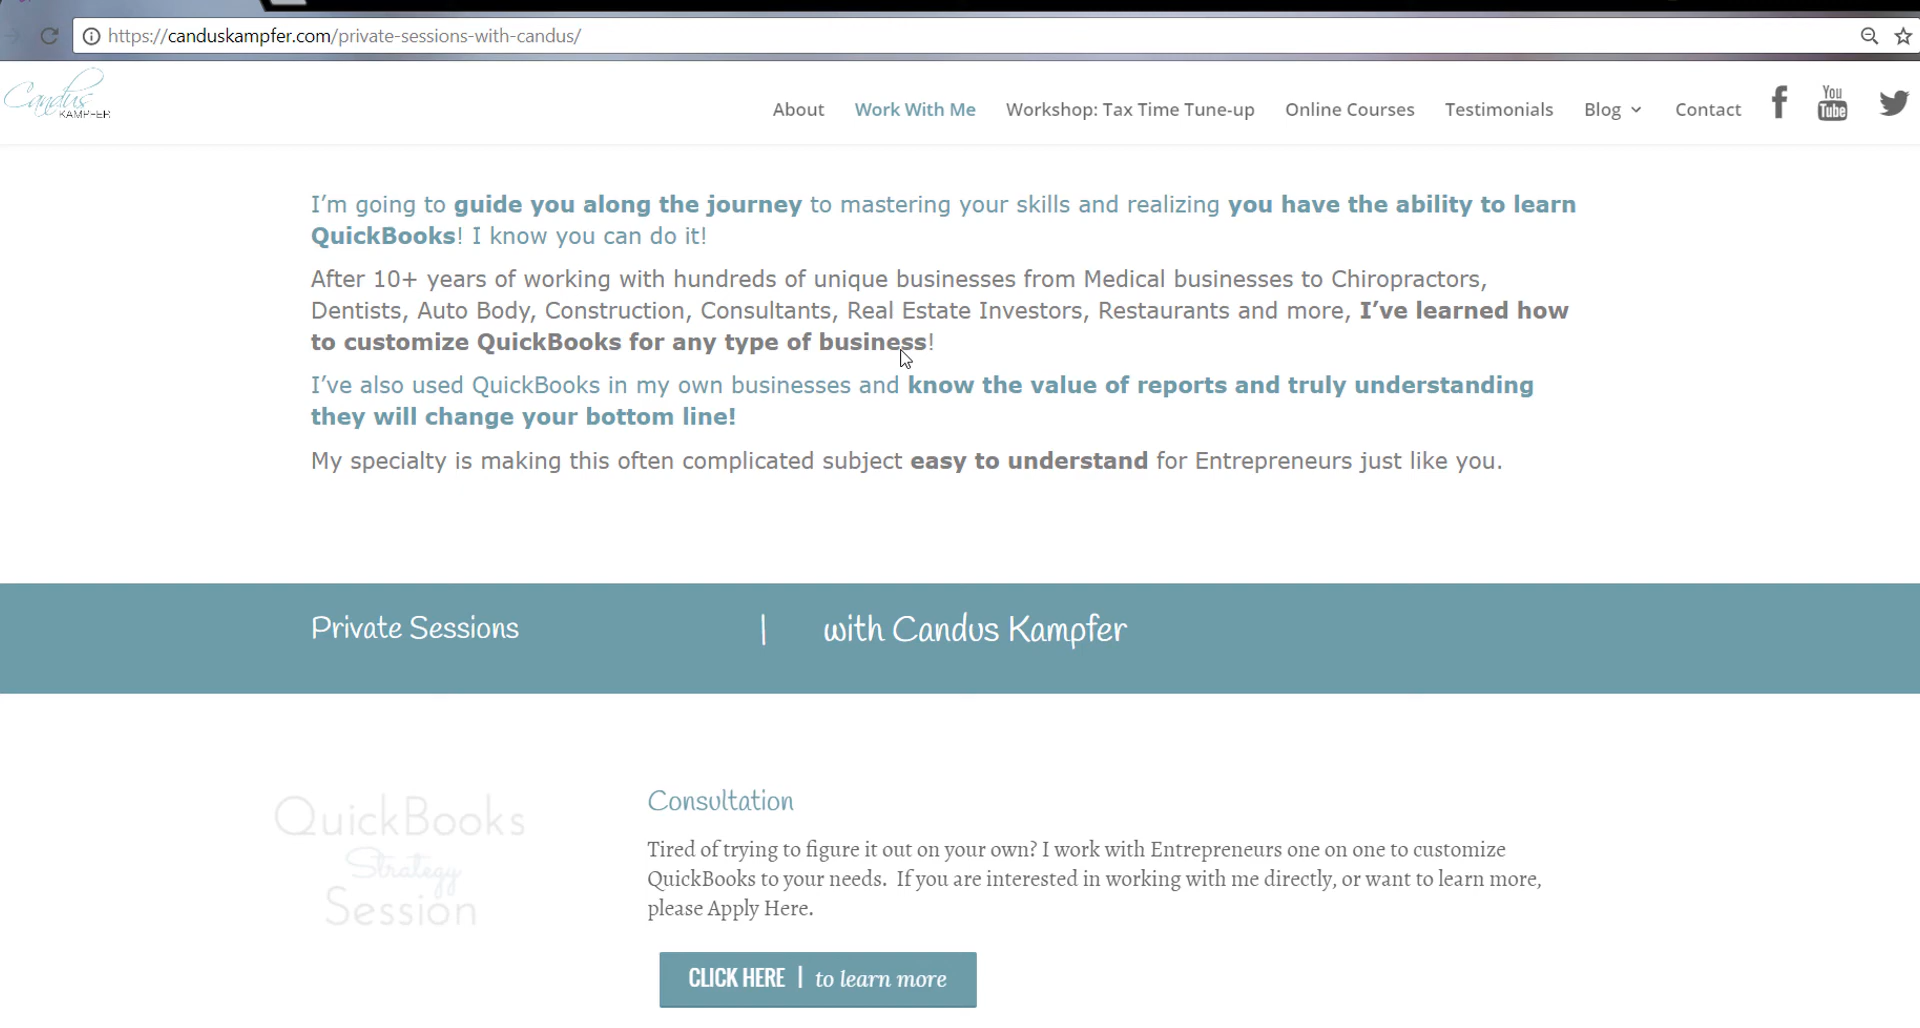 https://canduskampfer.com/private-sessions-with-candus/
Candus
KAMPFER
About Work With Me Workshop: Tax Time Tune-up Online Courses Testimonials Blog Contact f You Tube
I’m going to guide you along the journey to mastering your skills and realizing you have the ability to learn
QuickBooks! I know you can do it!
After 10+ years of working with hundreds of unique businesses from Medical businesses to Chiropractors,
Dentists, Auto Body, Construction, Consultants, Real Estate Investors, Restaurants and more, I’ve learned how
to customize QuickBooks for any type of business!
I’ve also used QuickBooks in my own businesses and know the value of reports and truly understanding
they will change your bottom line!
My specialty is making this often complicated subject easy to understand for Entrepreneurs just like you.
Private Sessions | with Candus Kampfer
QuickBooks
Strategy
Session
Consultation
Tired of trying to figure it out on your own? I work with Entrepreneurs one on one to customize
QuickBooks to your needs. If you are interested in working with me directly, or want to learn more,
please Apply Here.
CLICK HERE | to learn more